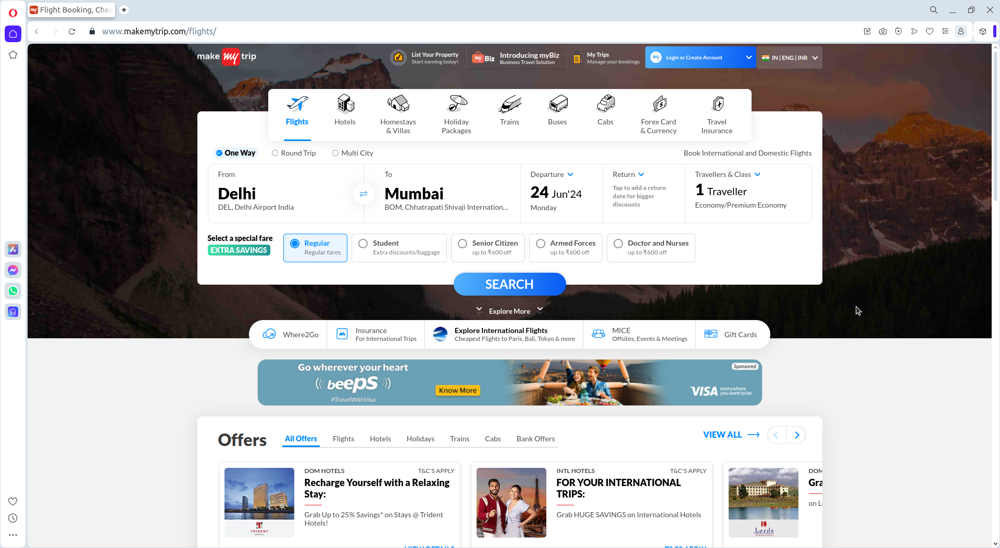 Flight Booking, Chea
www.makemytrip.com/flights/
make my trip
List Your Property
Start earning today!
my Biz
Introducing myBiz
Business Travel Solution
My Trips
Manage your bookings
my
Login or Create Account
IN | ENG | INR
Flights
Hotels
Homestays
& Villas
Holiday
Packages
Trains
Buses
Cabs
Forex Card
& Currency
Travel
Insurance
One Way
Round Trip
Multi City
Book International and Domestic Flights
From
Delhi
DEL, Delhi Airport India
To
Mumbai
BOM, Chhatrapati Shivaji Internation...
Departure
24 Jun'24
Monday
Return
Tap to add a return
date for bigger
discounts
Travellers & Class
1 Traveller
Economy/Premium Economy
Select a special fare
EXTRA SAVINGS
Regular
Regular fares
Student
Extra discounts/baggage
Senior Citizen
up to ₹600 off
Armed Forces
up to ₹600 off
Doctor and Nurses
up to ₹600 off
SEARCH
Explore More
Where2Go
Insurance
For International Trips
Explore International Flights
Cheapest Flights to Paris, Bali, Tokyo & more
MICE
Offsites, Events & Meetings
Gift Cards
Go wherever your heart
beeps
#TravelWithVisa
Know More
Sponsored
VISA everywhere
you want to be
Offers
All Offers
Flights
Hotels
Holidays
Trains
Cabs
Bank Offers
VIEW ALL
DOM HOTELS
T&C'S APPLY
Recharge Yourself with a Relaxing
Stay:
Grab Up to 25% Savings* on Stays @ Trident
Hotels!
TRIDENT
HOTELS
VIEW DETAILS
INTL HOTELS
T&C'S APPLY
FOR YOUR INTERNATIONAL
TRIPS:
Grab HUGE SAVINGS on International Hotels
T&C'S APPLY
DOM
Gra
on Lo
Lords